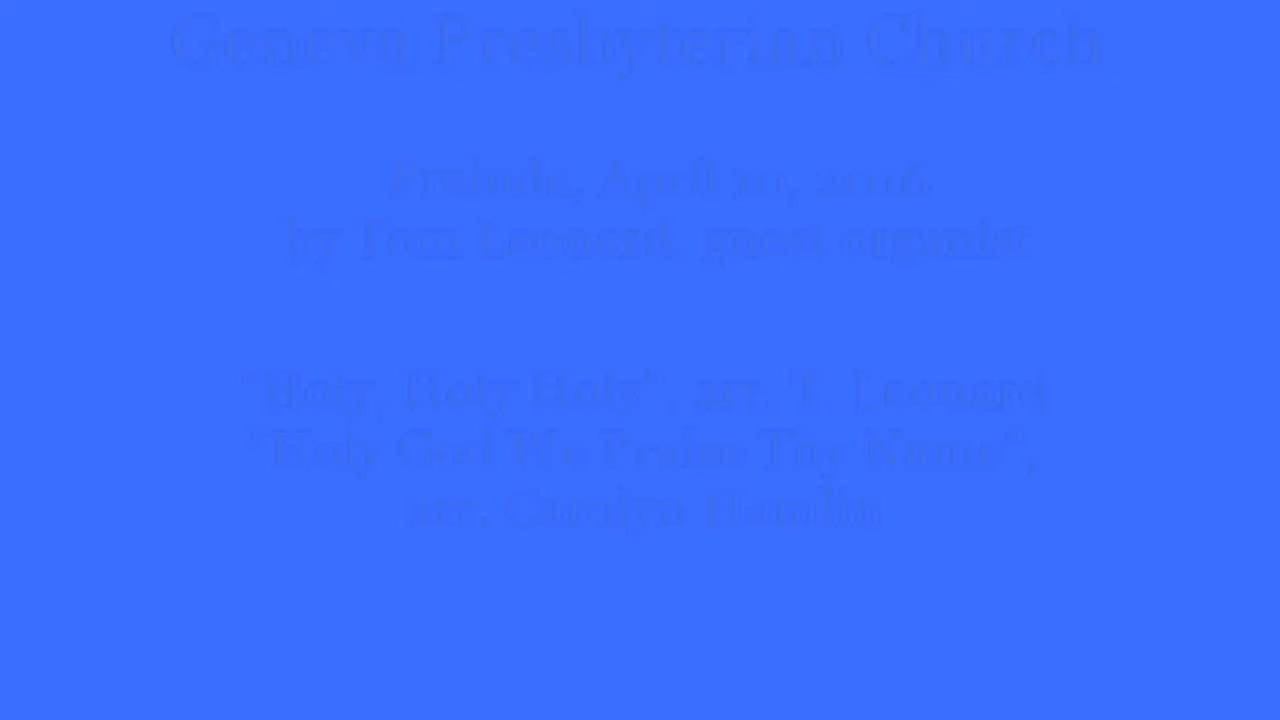 Geneva Presbyterian Church
Prelude, April
by Tom Leonard, guest organist
"Holy, Holy Holy", arr. T. Leonard
"Holy God We Praise Thy Name",
arr. Carolyn Hamlin